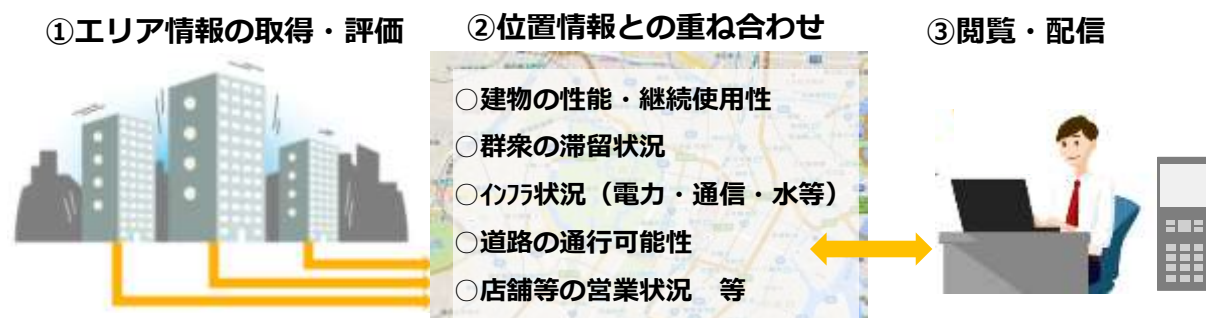 ①エリア情報の取得・評価
②位置情報との重ね合わせ
③閲覧・配信
○建物の性能・継続使用性
○群衆の滞留状況
○インフラ状況（電力・通信・水等）
○道路の通行可能性
○店舗等の営業状況　等